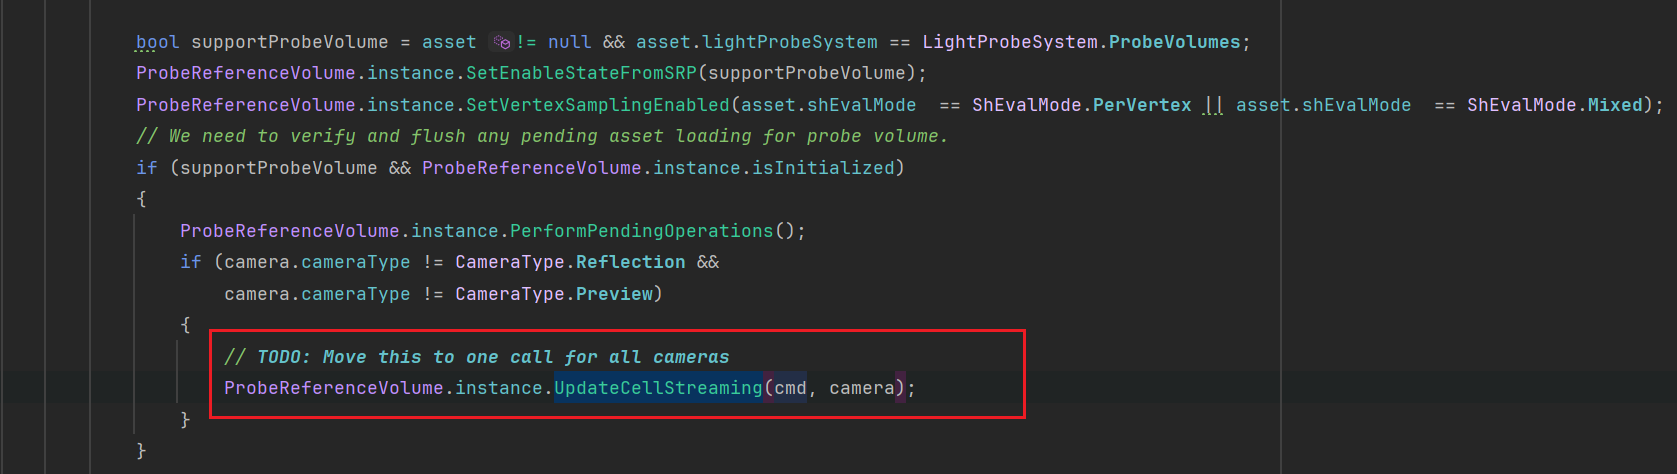 bool supportProbeVolume = asset != null && asset.lightProbeSystem == LightProbeSystem.ProbeVolumes;
ProbeReferenceVolume.instance.SetEnableStateFromSRP(supportProbeVolume);
ProbeReferenceVolume.instance.SetVertexSamplingEnabled(asset.shEvalMode  == ShEvalMode.PerVertex || asset.shEvalMode  == ShEvalMode.Mixed);
// We need to verify and flush any pending asset loading for probe volume.
if (supportProbeVolume && ProbeReferenceVolume.instance.isInitialized)
{
    ProbeReferenceVolume.instance.PerformPendingOperations();
    if (camera.cameraType != CameraType.Reflection &&
        camera.cameraType != CameraType.Preview)
    {
        // TODO: Move this to one call for all cameras
        ProbeReferenceVolume.instance.UpdateCellStreaming(cmd, camera);
    }
}